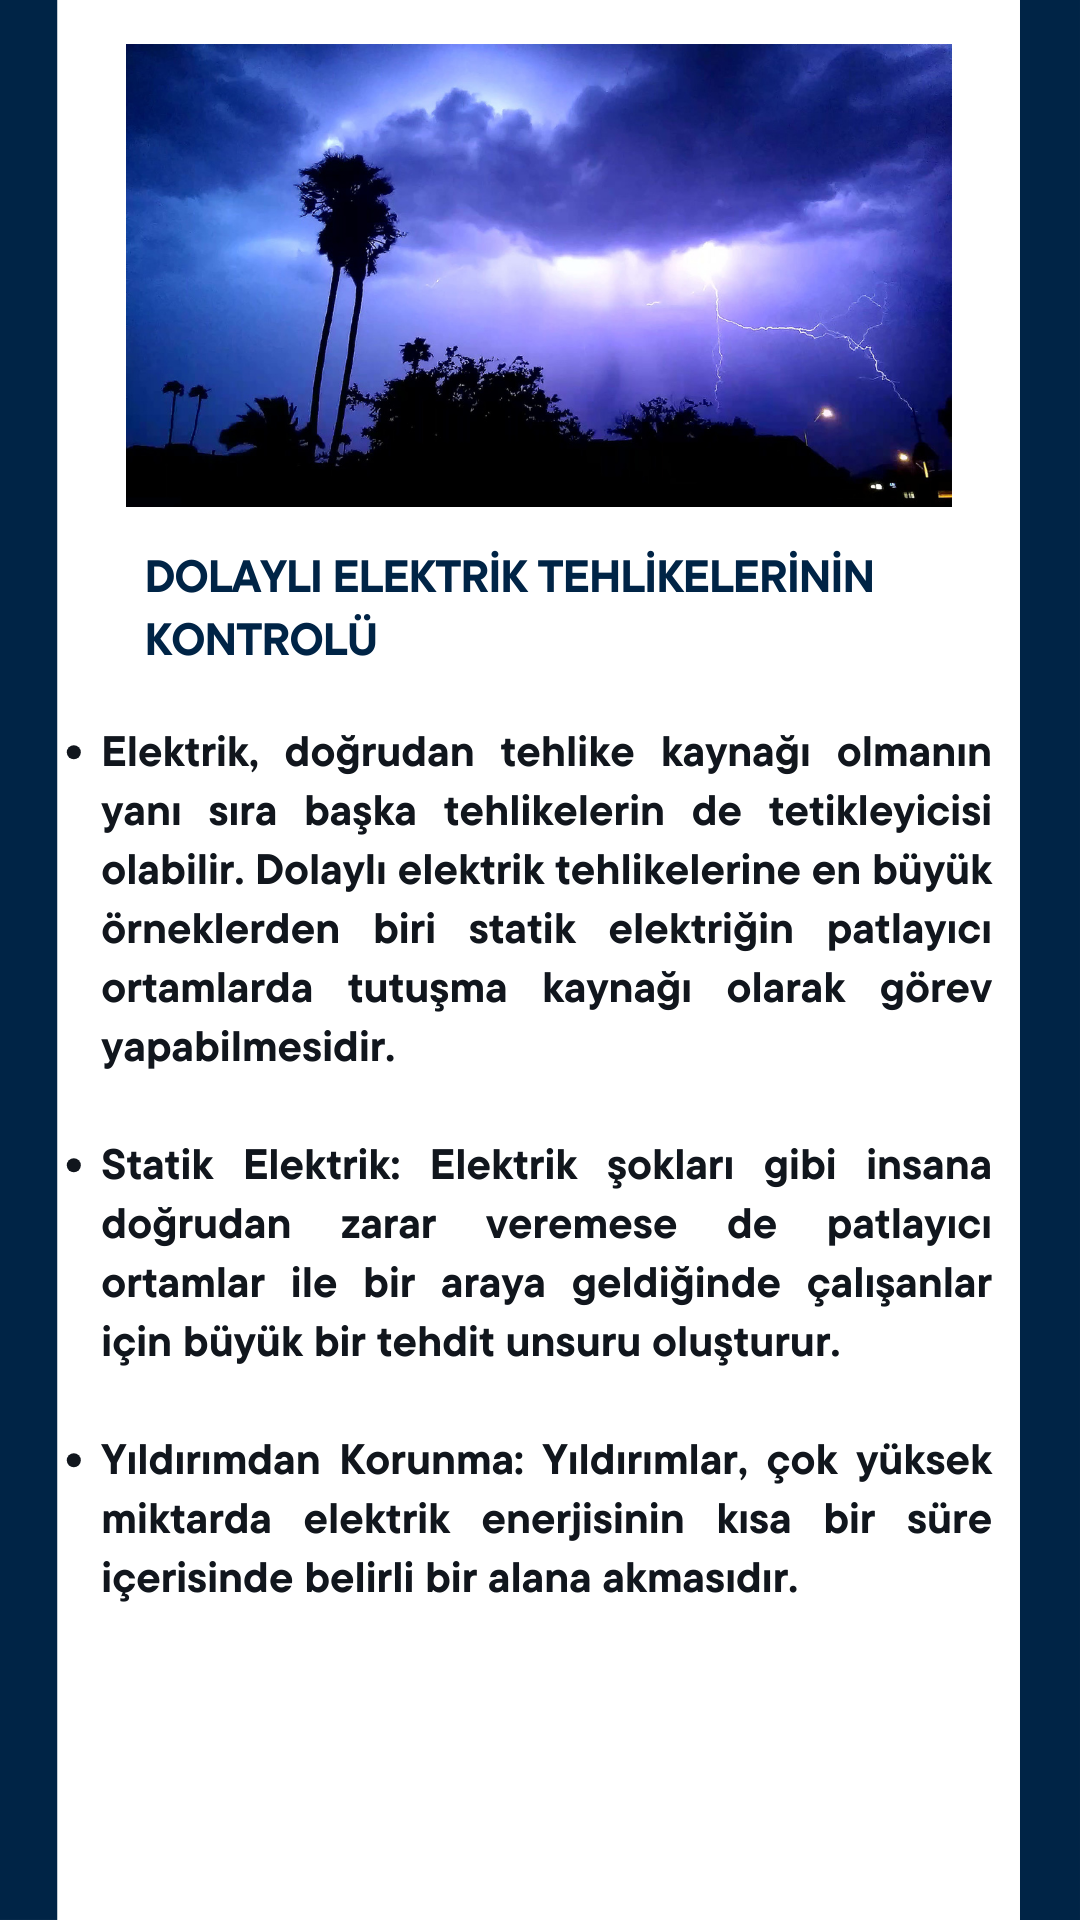 DOLAYLI ELEKTRİK TEHLİKELERİNİN
KONTROLÜ
• Elektrik, doğrudan tehlike kaynağı olmanın
yanı sıra başka tehlikelerin de tetikleyicisi
olabilir. Dolaylı elektrik tehlikelerine en büyük
örneklerden biri statik elektriğin patlayıcı
ortamlarda tutuşma kaynağı olarak görev
yapabilmesidir.
• Statik Elektrik: Elektrik şokları gibi insana
doğrudan zarar veremese de patlayıcı
ortamlar ile bir araya geldiğinde çalışanlar
için büyük bir tehdit unsuru oluşturur.
• Yıldırımdan Korunma: Yıldırımlar, çok yüksek
miktarda elektrik enerjisinin kısa bir süre
içerisinde belirli bir alana akmasıdır.